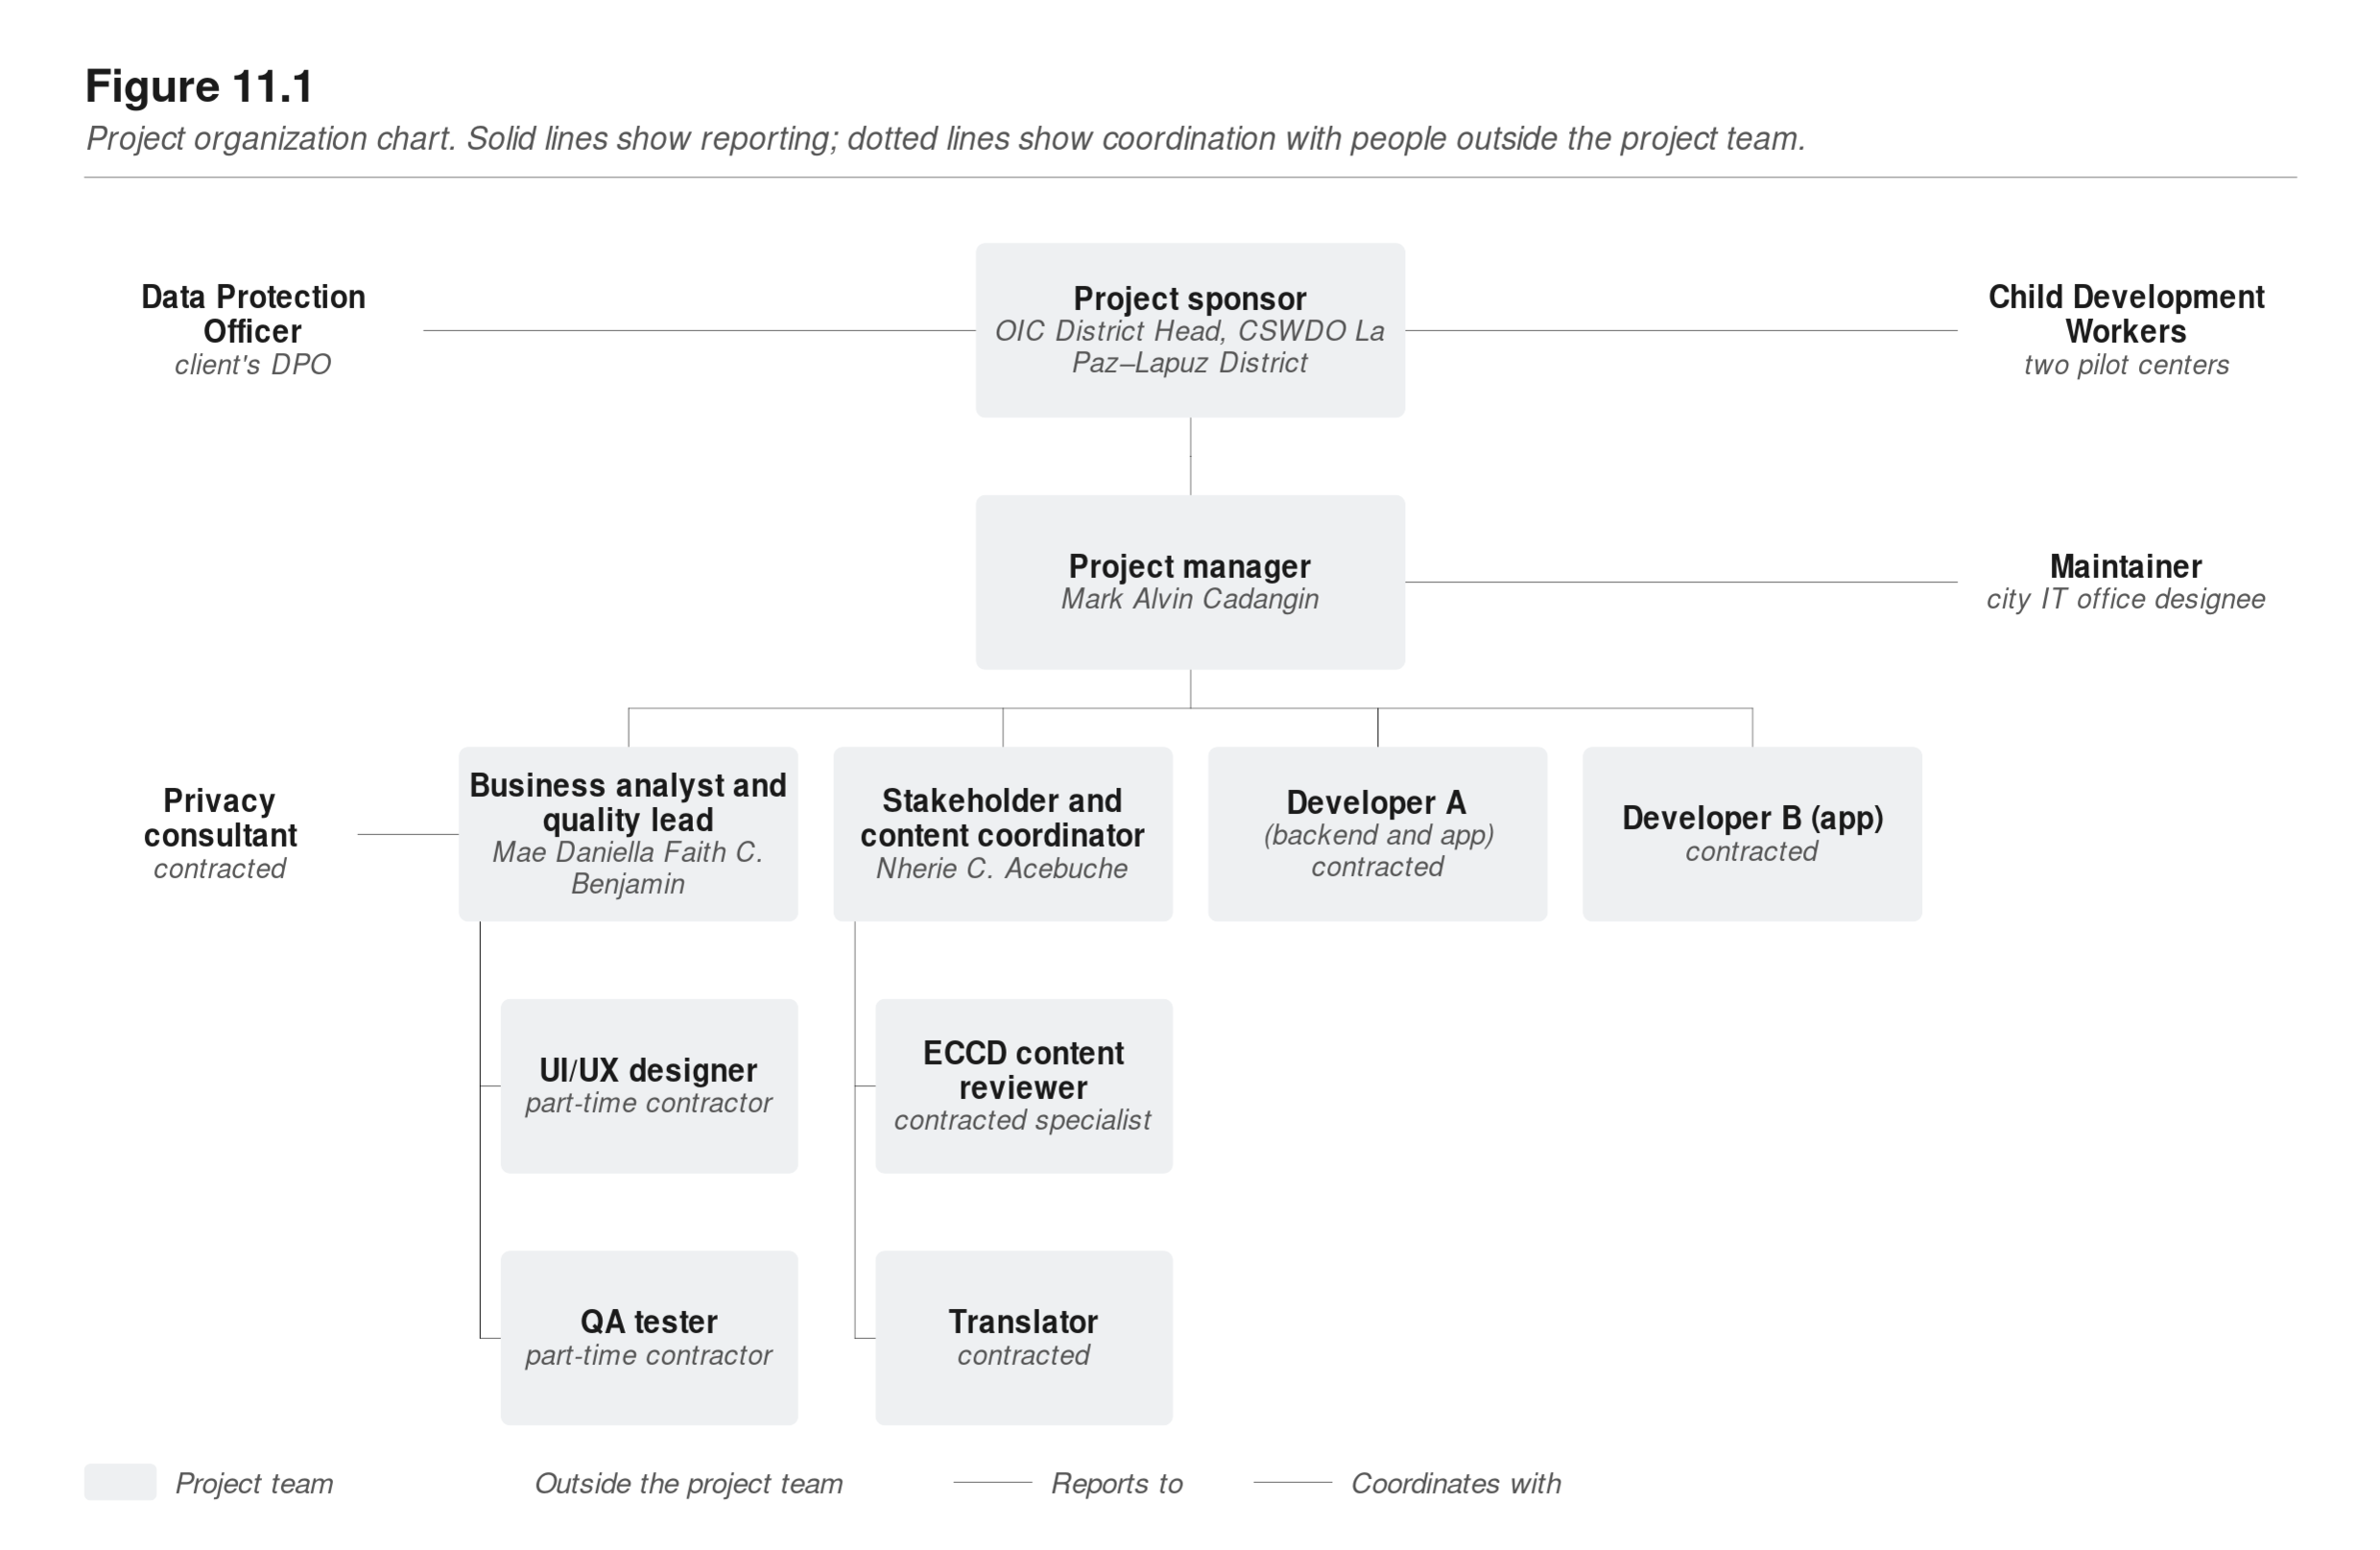 Figure 11.1
Project organization chart. Solid lines show reporting; dotted lines show coordination with people outside the project team.
Data Protection
Officer
client's DPO
Project sponsor
OIC District Head, CSWDO La
Paz–Lapuz District
Child Development
Workers
two pilot centers
Project manager
Mark Alvin Cadangin
Maintainer
city IT office designee
Privacy
consultant
contracted
Business analyst and
quality lead
Mae Daniella Faith C.
Benjamin
Stakeholder and
content coordinator
Nherie C. Acebuche
Developer A
(backend and app)
contracted
Developer B (app)
contracted
UI/UX designer
part-time contractor
ECCD content
reviewer
contracted specialist
QA tester
part-time contractor
Translator
contracted
Project team
Outside the project team
Reports to
Coordinates with